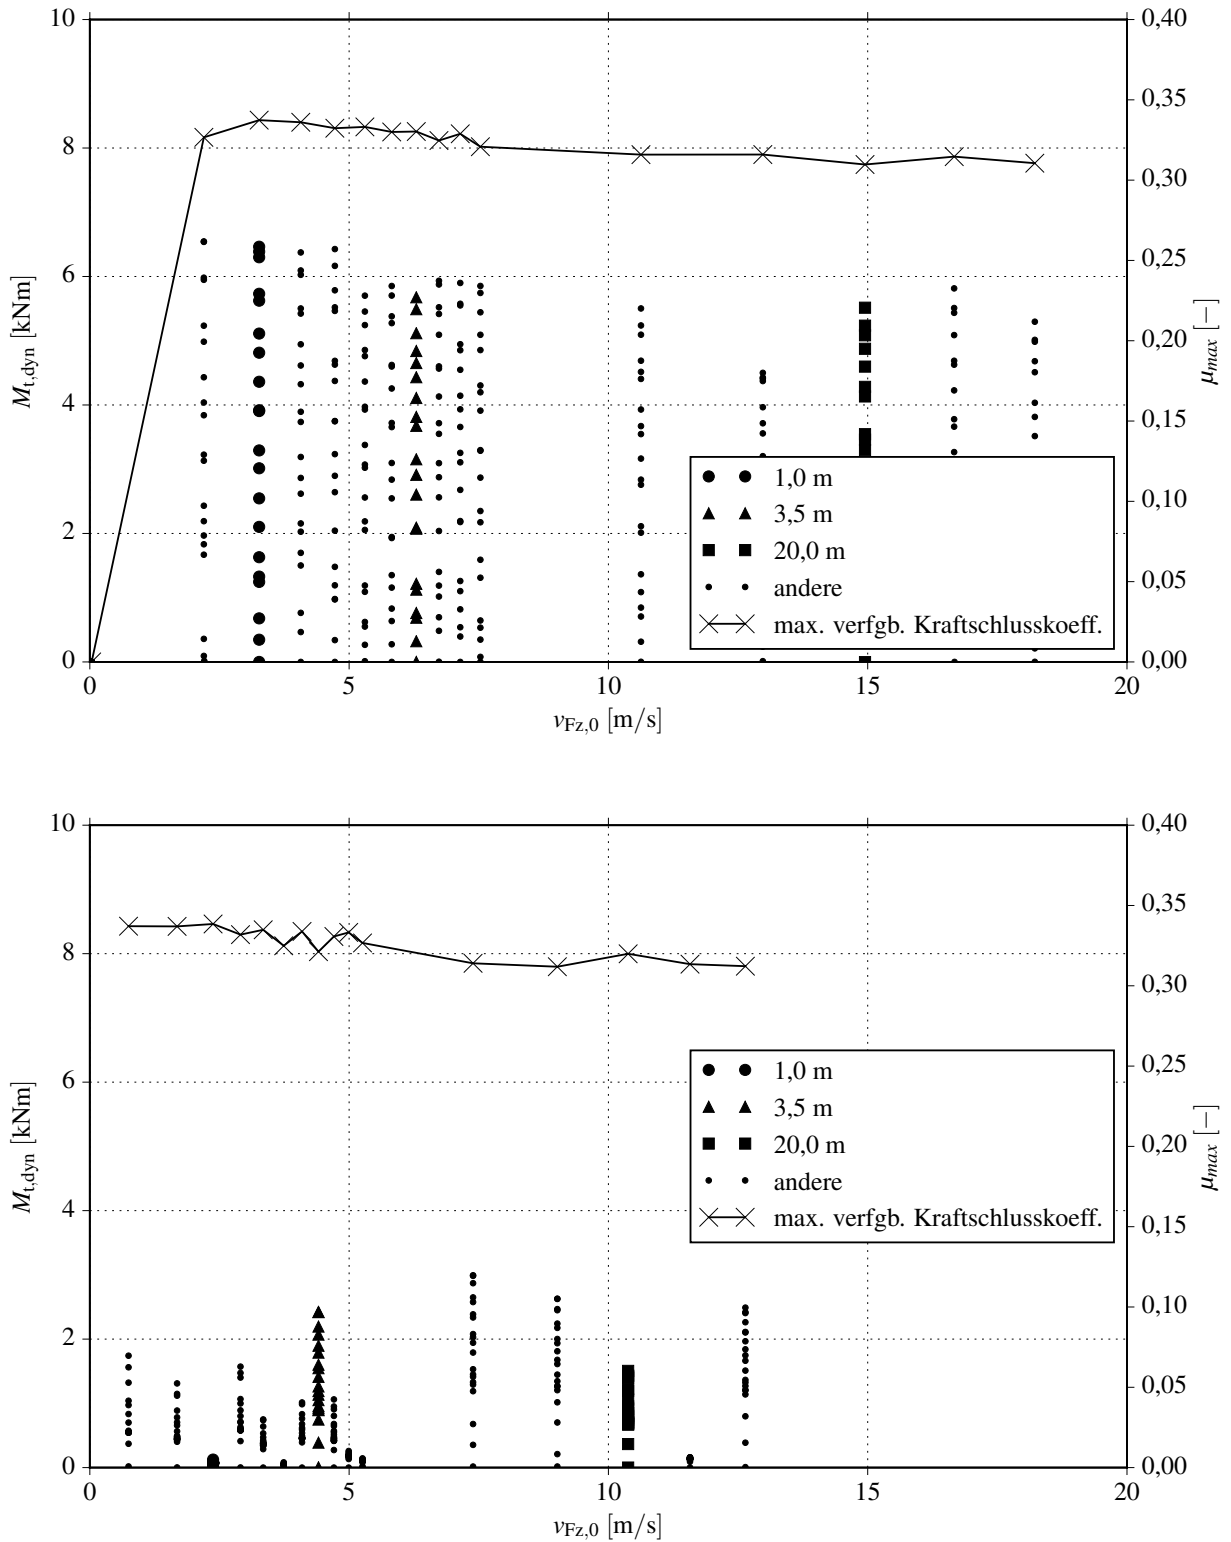 10
8
6
4
2
0
M_t,dyn [kNm]
0,40
0,35
0,30
0,25
0,20
0,15
0,10
0,05
0,00
μ_max [−]
1,0 m
3,5 m
20,0 m
andere
max. verfgb. Kraftschlusskoeff.
0 5 10 15 20
v_Fz,0 [m/s]
10
8
6
4
2
0
M_t,dyn [kNm]
0,40
0,35
0,30
0,25
0,20
0,15
0,10
0,05
0,00
μ_max [−]
1,0 m
3,5 m
20,0 m
andere
max. verfgb. Kraftschlusskoeff.
0 5 10 15 20
v_Fz,0 [m/s]